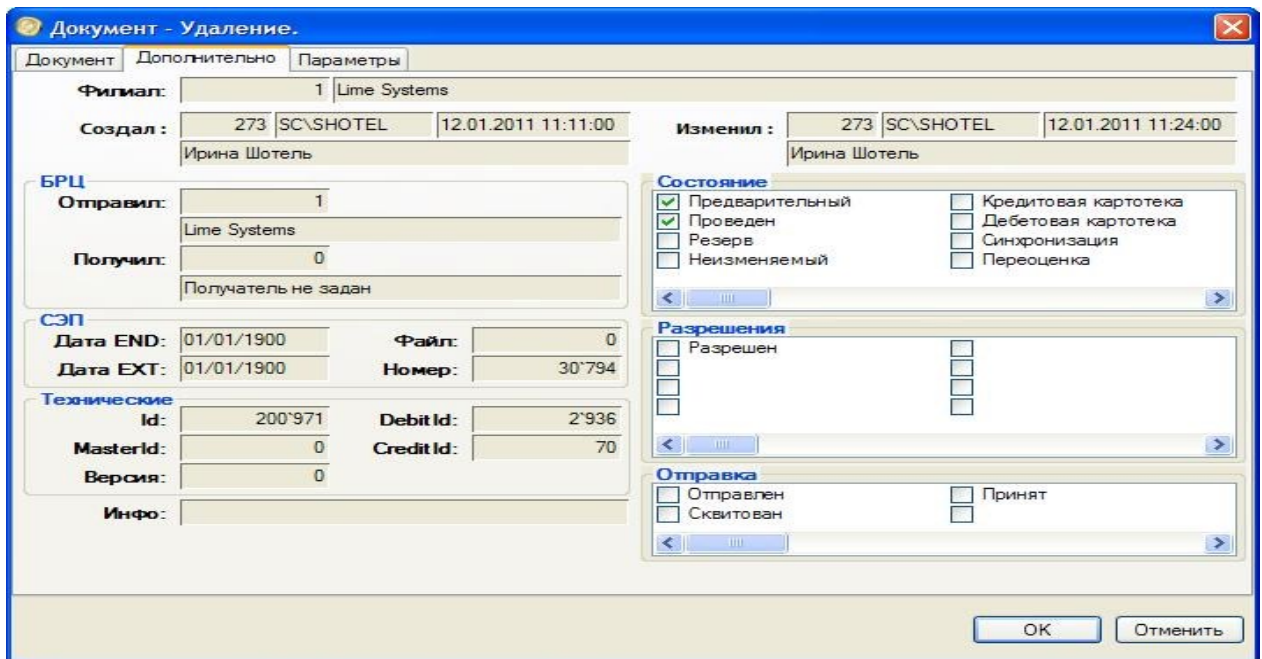 Документ - Удаление.
Документ Дополнительно Параметры
Филиал: 1 Lime Systems
Создал : 273 SC\SHOTEL 12.01.2011 11:11:00 Изменил : 273 SC\SHOTEL 12.01.2011 11:24:00
Ирина Шотель Ирина Шотель
БРЦ Состояние
Отправил: 1 Предварительный Кредитовая картотека
Lime Systems Проведен Дебетовая картотека
Резерв Синхронизация
Получил: 0 Неизменяемый Переоценка
Получатель не задан
СЭП Разрешения
Дата END: 01/01/1900 Файл: 0 Разрешен
Дата EXT: 01/01/1900 Номер: 30`794
Технические
Id: 200`971 DebitId: 2`936
MasterId: 0 CreditId: 70
Версия: 0 Отправка
Отправлен Принят
Инфо: Сквитован
OK Отменить